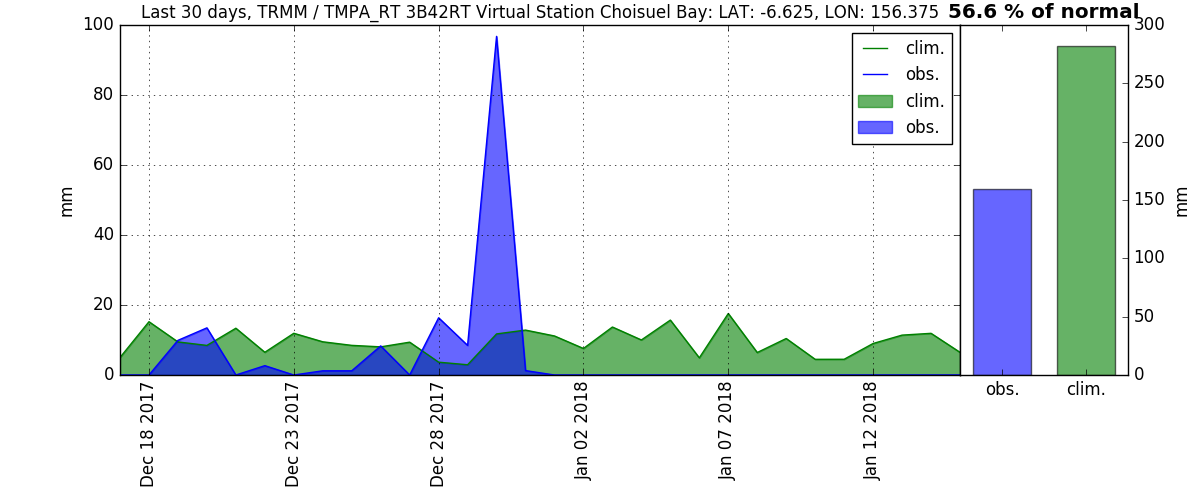 Last 30 days, TRMM / TMPA_RT 3B42RT Virtual Station Choisuel Bay: LAT: -6.625, LON: 156.375
56.6 % of normal
100
80
60
40
20
0
mm
clim.
obs.
clim.
obs.
Dec 18 2017
Dec 23 2017
Dec 28 2017
Jan 02 2018
Jan 07 2018
Jan 12 2018
300
250
200
150
100
50
0
mm
obs.
clim.